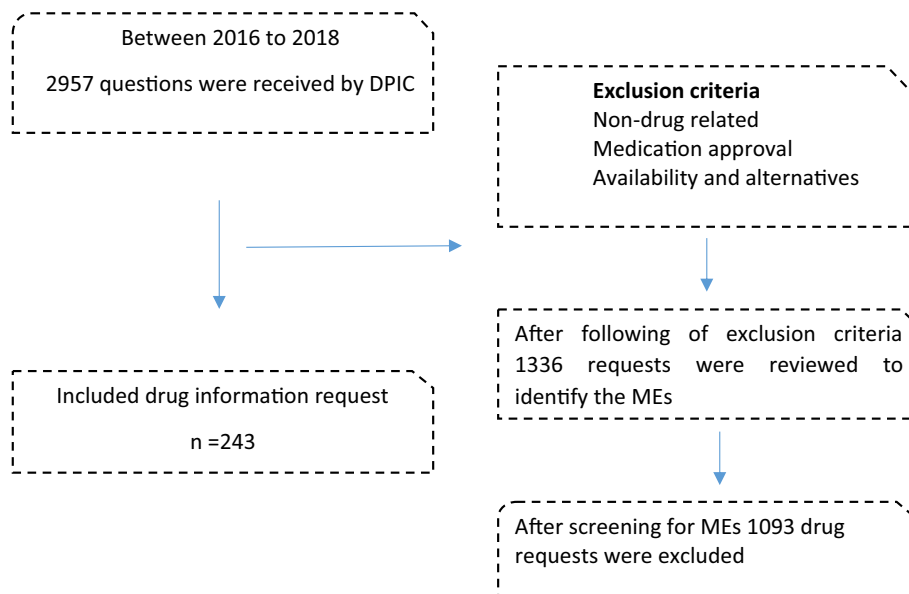 Between 2016 to 2018
2957 questions were received by DPIC
Exclusion criteria
Non-drug related
Medication approval
Availability and alternatives
After following of exclusion criteria
1336 requests were reviewed to
identify the MEs
Included drug information request
n =243
After screening for MEs 1093 drug
requests were excluded